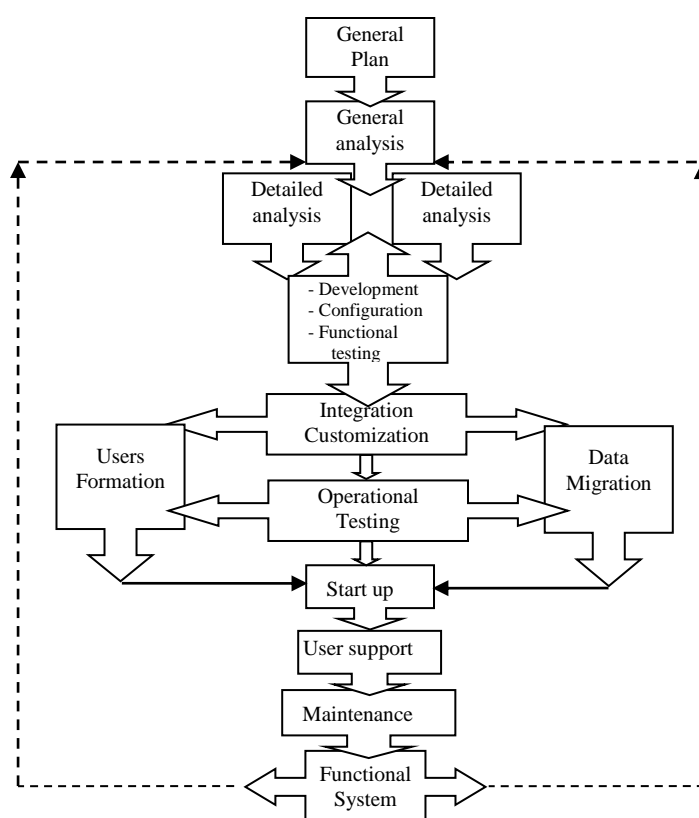 General
Plan
General
analysis
Detailed
analysis
Detailed
analysis
- Development
- Configuration
- Functional
testing
Integration
Customization
Users
Formation
Data
Migration
Operational
Testing
Start up
User support
Maintenance
Functional
System